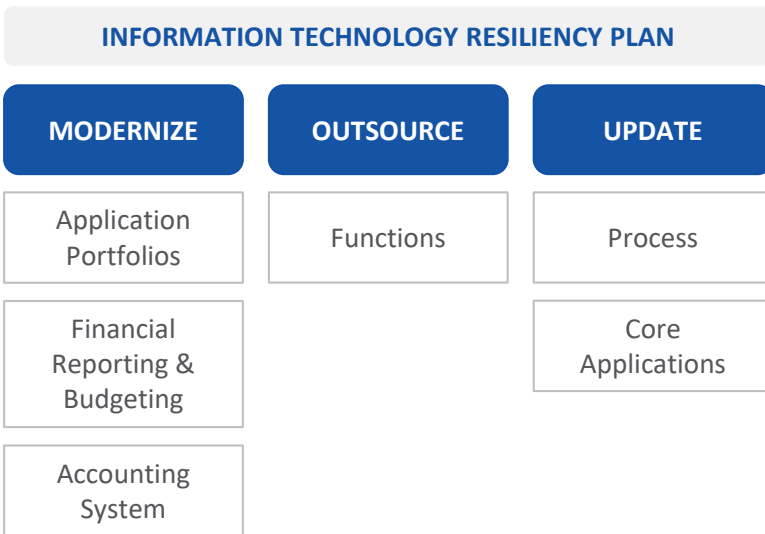 INFORMATION TECHNOLOGY RESILIENCY PLAN
MODERNIZE
OUTSOURCE
UPDATE
Application
Portfolios
Functions
Process
Financial
Reporting &
Budgeting
Core
Applications
Accounting
System